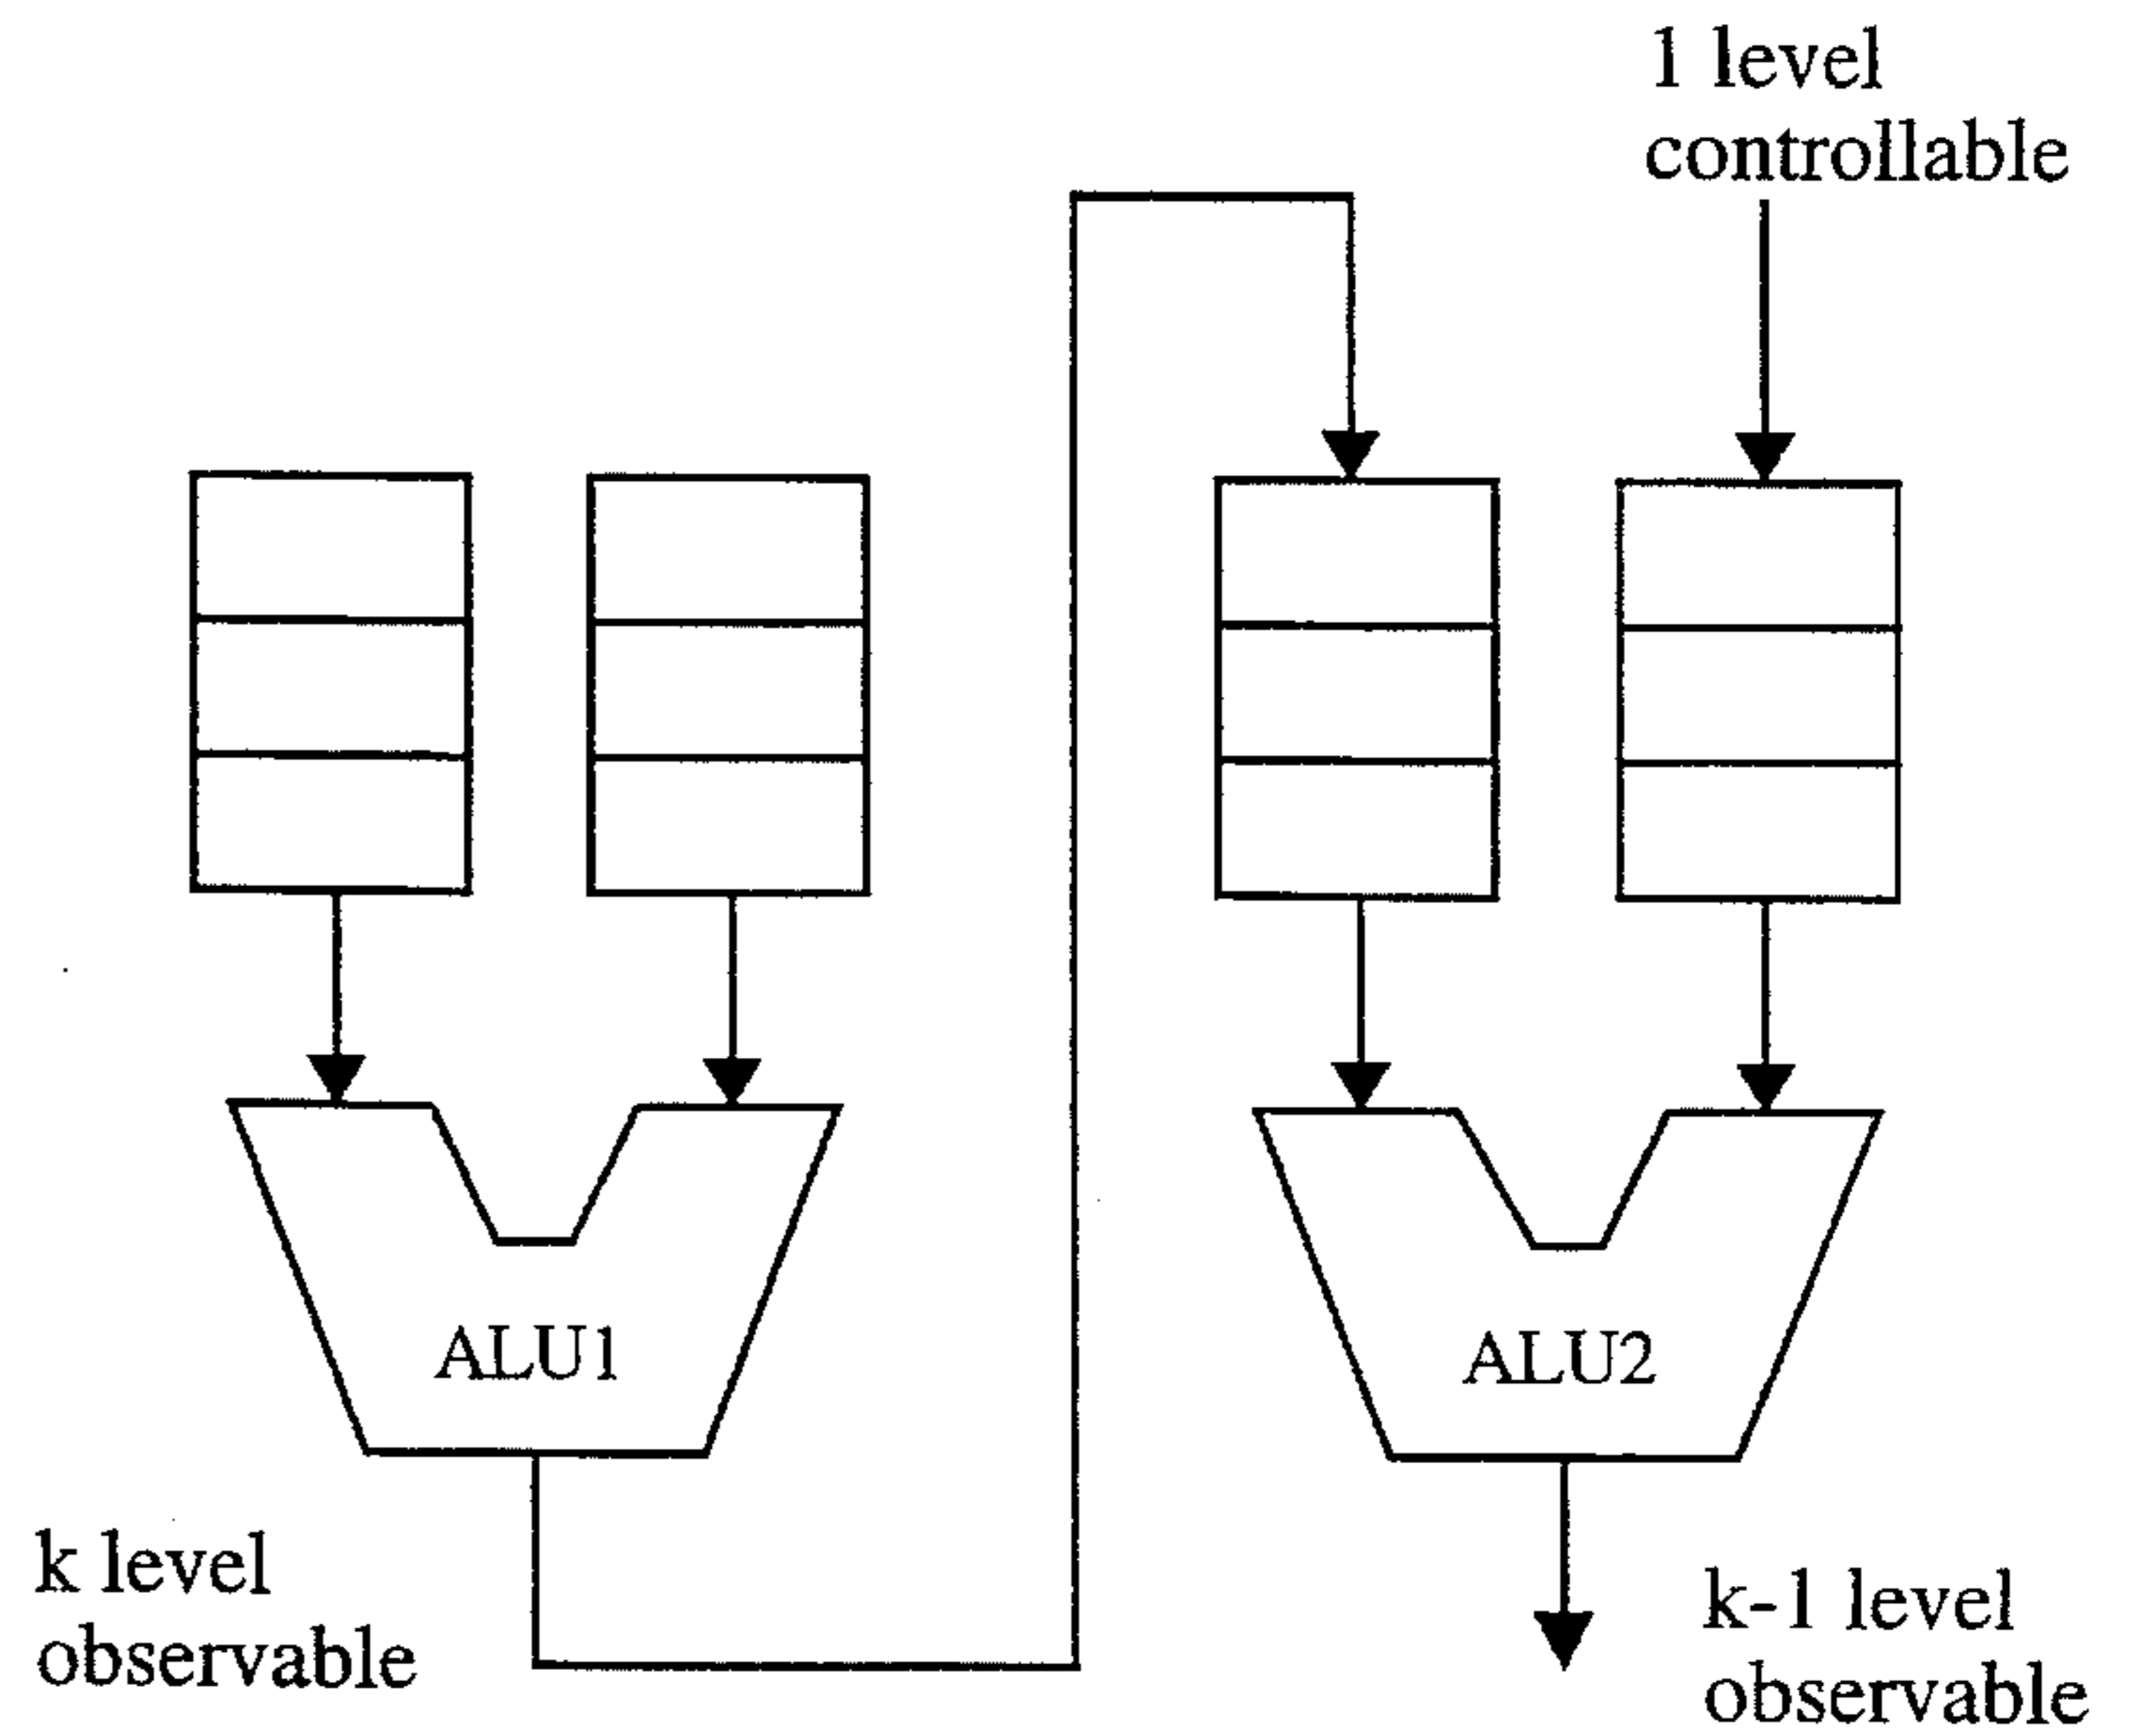 1 level
controllable
ALU1
ALU2
k level
observable
k-1 level
observable